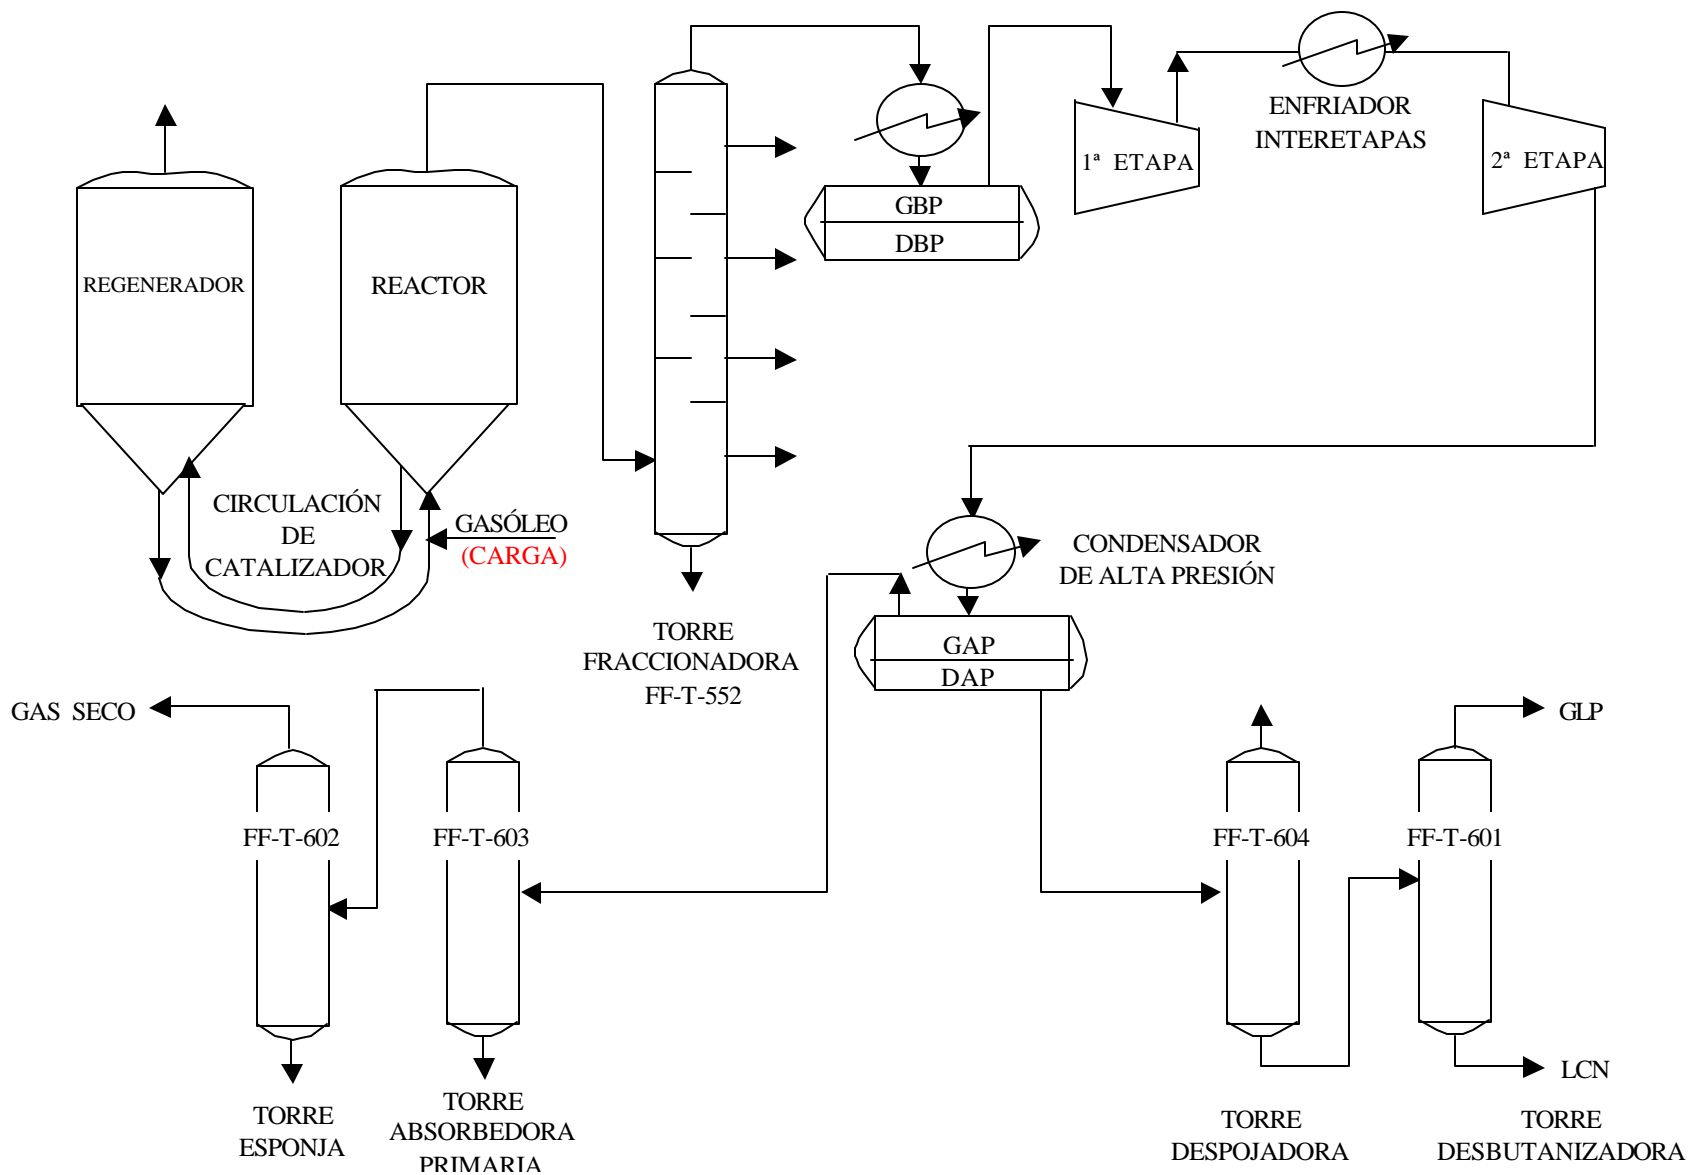 ENFRIADOR
INTERETAPAS
1ª ETAPA
2ª ETAPA
GBP
DBP
REGENERADOR
REACTOR
CIRCULACIÓN
DE
CATALIZADOR
GASÓLEO
(CARGA)
CONDENSADOR
DE ALTA PRESIÓN
TORRE
FRACCIONADORA
FF-T-552
GAP
DAP
GAS SECO
GLP
FF-T-602
FF-T-603
FF-T-604
FF-T-601
LCN
TORRE
ESPONJA
TORRE
ABSORBEDORA
PRIMARIA
TORRE
DESPOJADORA
TORRE
DESBUTANIZADORA